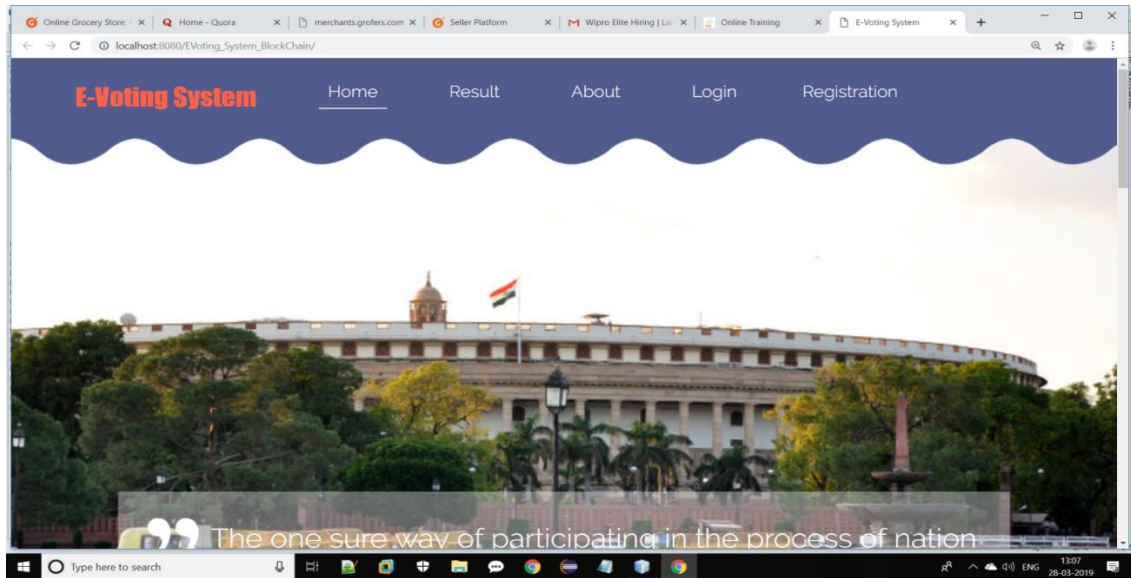 Online Grocery Store:
Home - Quora
merchants.grofers.com
Seller Platform
Wipro Elite Hiring | La
Online Training
E-Voting System
localhost:8080/EVoting_System_BlockChain/
E-Voting System
Home
Result
About
Login
Registration
The one sure way of participating in the process of nation
Type here to search
ENG
13:07
28-03-2019